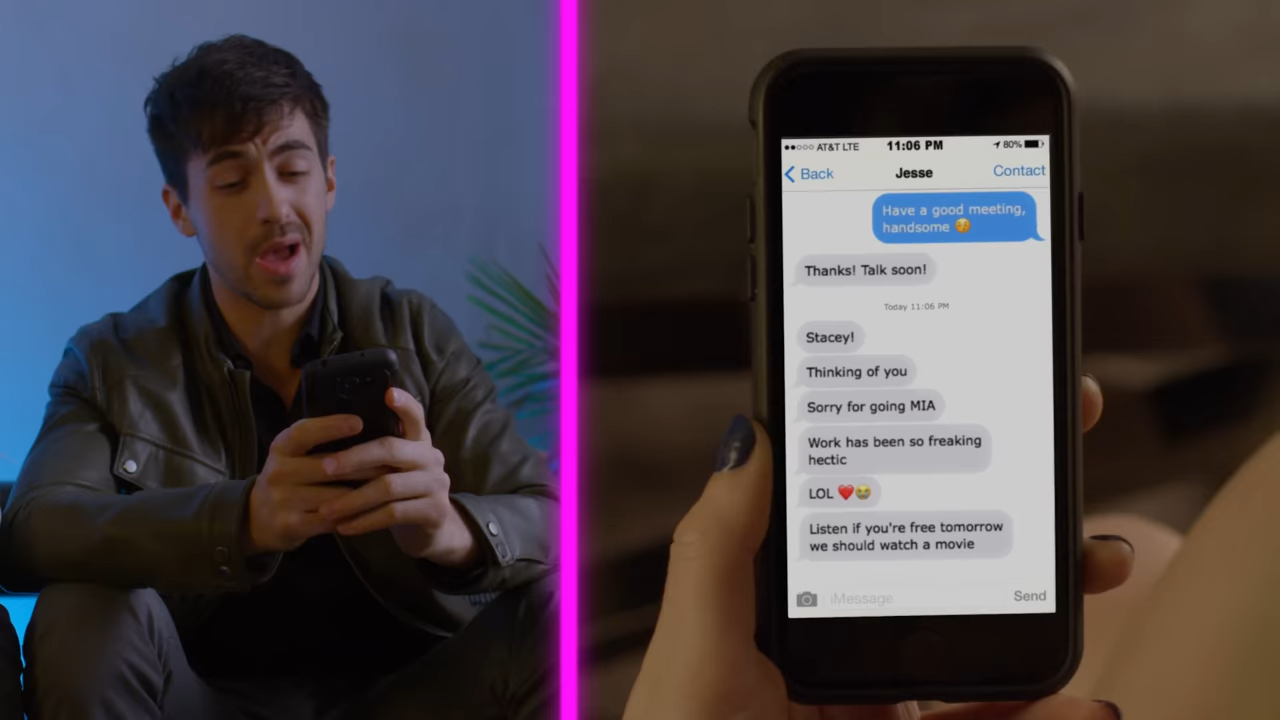 AT&T LTE 11:06 PM 80%
Back Jesse Contact
Have a good meeting,
handsome 😚
Thanks! Talk soon!
Today 11:06 PM
Stacey!
Thinking of you
Sorry for going MIA
Work has been so freaking
hectic
LOL ❤️😭
Listen if you're free tomorrow
we should watch a movie
iMessage Send